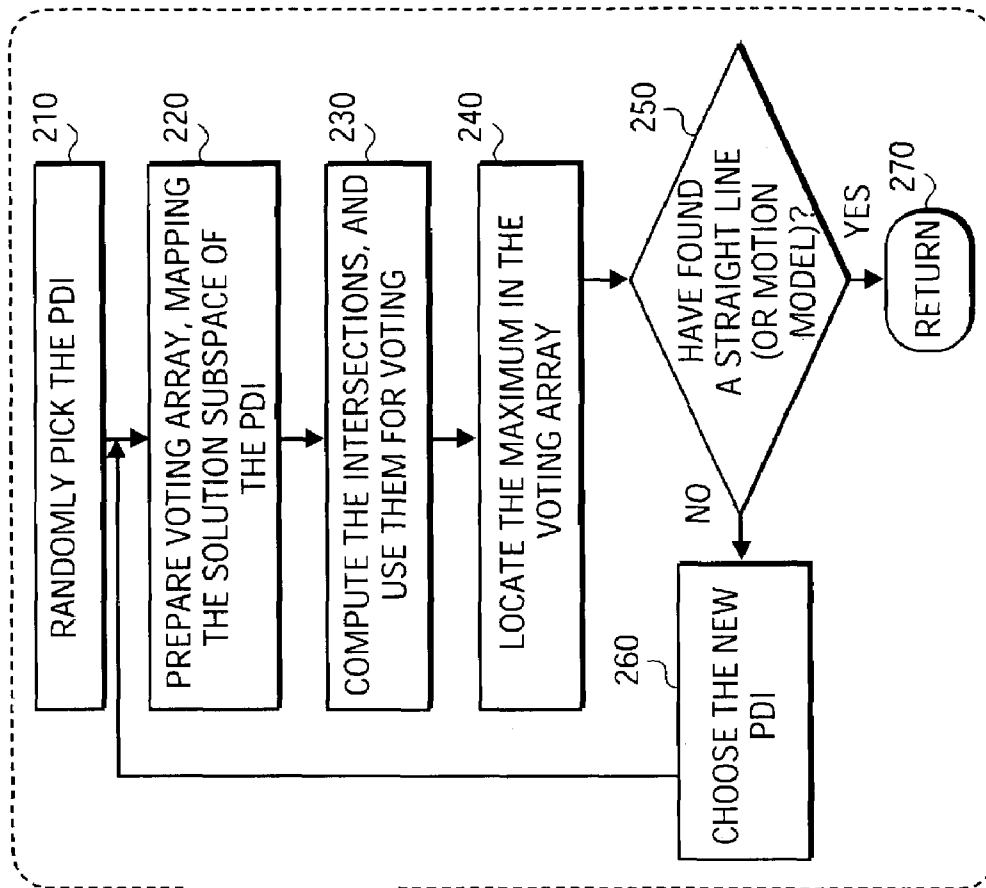 210
RANDOMLY PICK THE PDI
220
PREPARE VOTING ARRAY, MAPPING
THE SOLUTION SUBSPACE OF
THE PDI
230
COMPUTE THE INTERSECTIONS, AND
USE THEM FOR VOTING
240
LOCATE THE MAXIMUM IN THE
VOTING ARRAY
250
HAVE FOUND
A STRAIGHT LINE
(OR MOTION
MODEL)?
NO
YES
260
CHOOSE THE NEW
PDI
270
RETURN